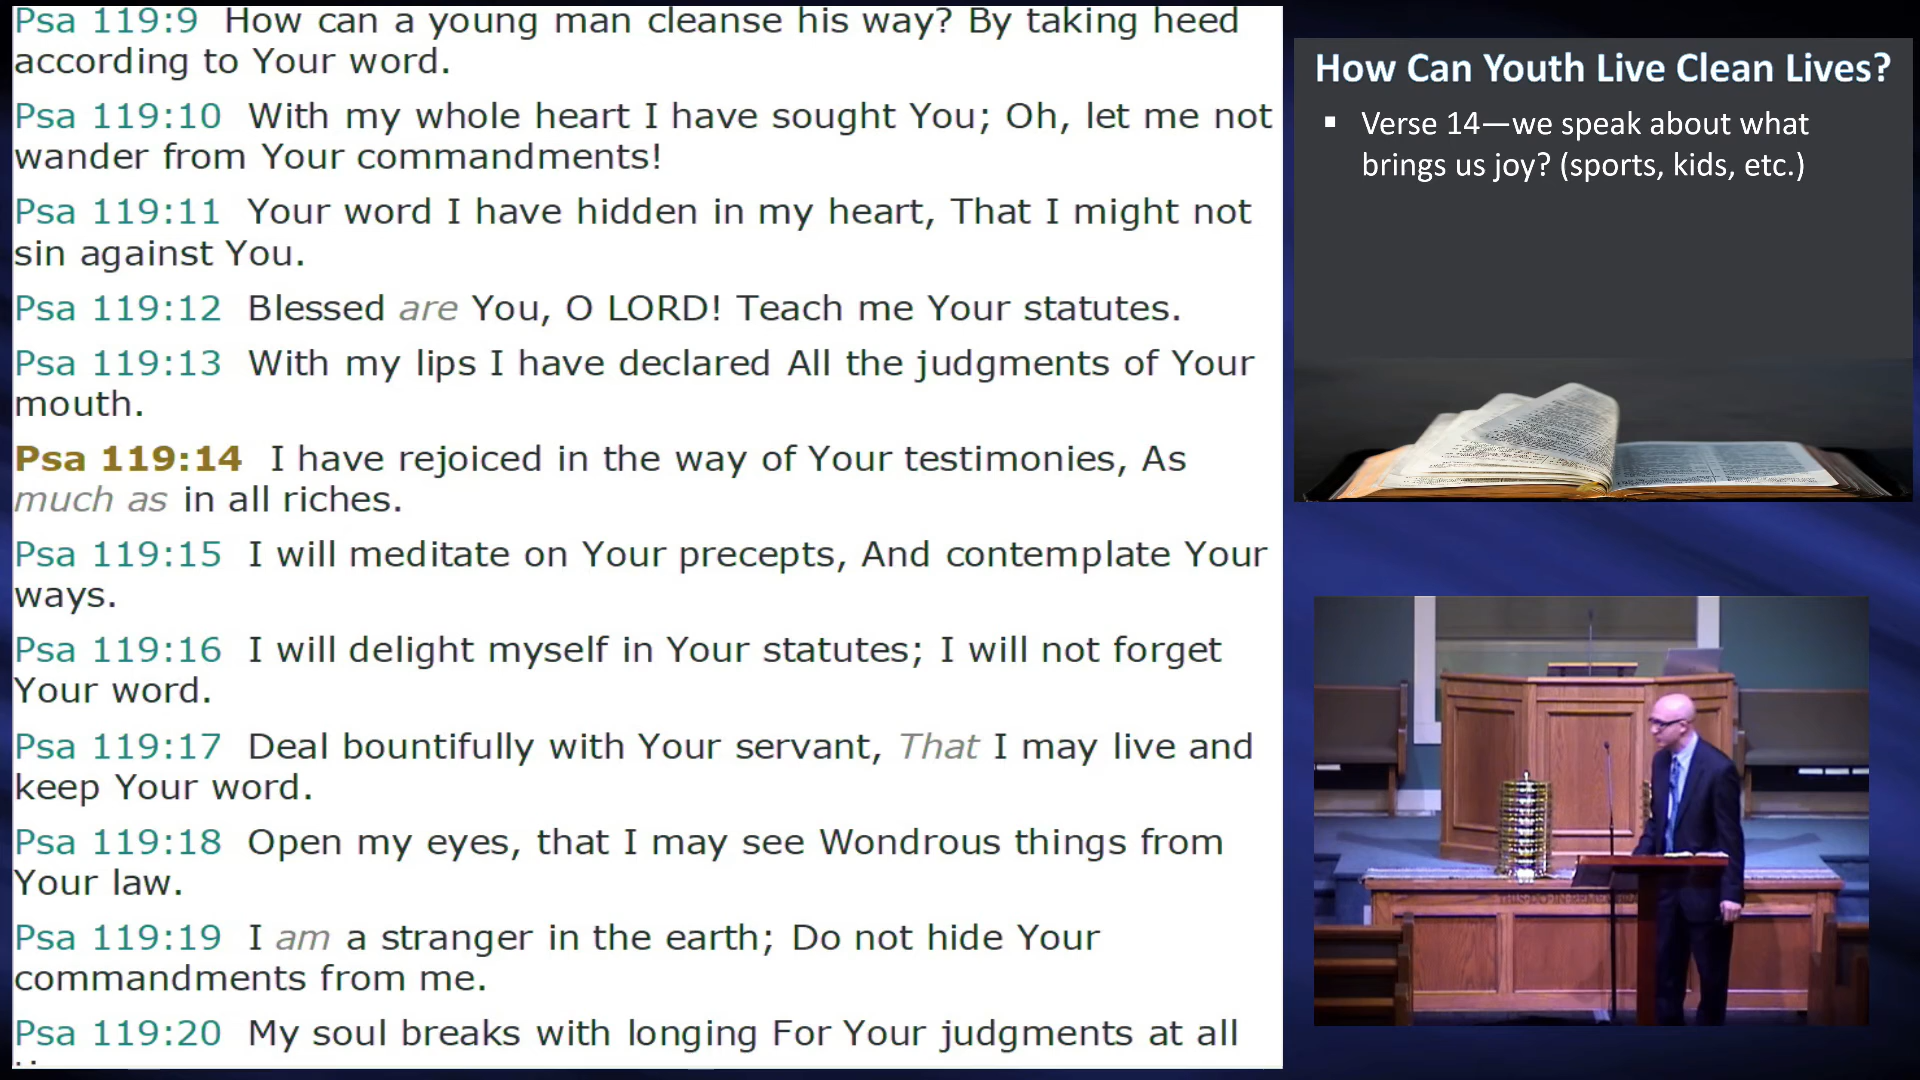 Psa 119:9 How can a young man cleanse his way? By taking heed
according to Your word.
Psa 119:10 With my whole heart I have sought You; Oh, let me not
wander from Your commandments!
Psa 119:11 Your word I have hidden in my heart, That I might not
sin against You.
Psa 119:12 Blessed are You, O LORD! Teach me Your statutes.
Psa 119:13 With my lips I have declared All the judgments of Your
mouth.
Psa 119:14 I have rejoiced in the way of Your testimonies, As
much as in all riches.
Psa 119:15 I will meditate on Your precepts, And contemplate Your
ways.
Psa 119:16 I will delight myself in Your statutes; I will not forget
Your word.
Psa 119:17 Deal bountifully with Your servant, That I may live and
keep Your word.
Psa 119:18 Open my eyes, that I may see Wondrous things from
Your law.
Psa 119:19 I am a stranger in the earth; Do not hide Your
commandments from me.
Psa 119:20 My soul breaks with longing For Your judgments at all
How Can Youth Live Clean Lives?
▪ Verse 14—we speak about what
brings us joy? (sports, kids, etc.)
THIS DO IN